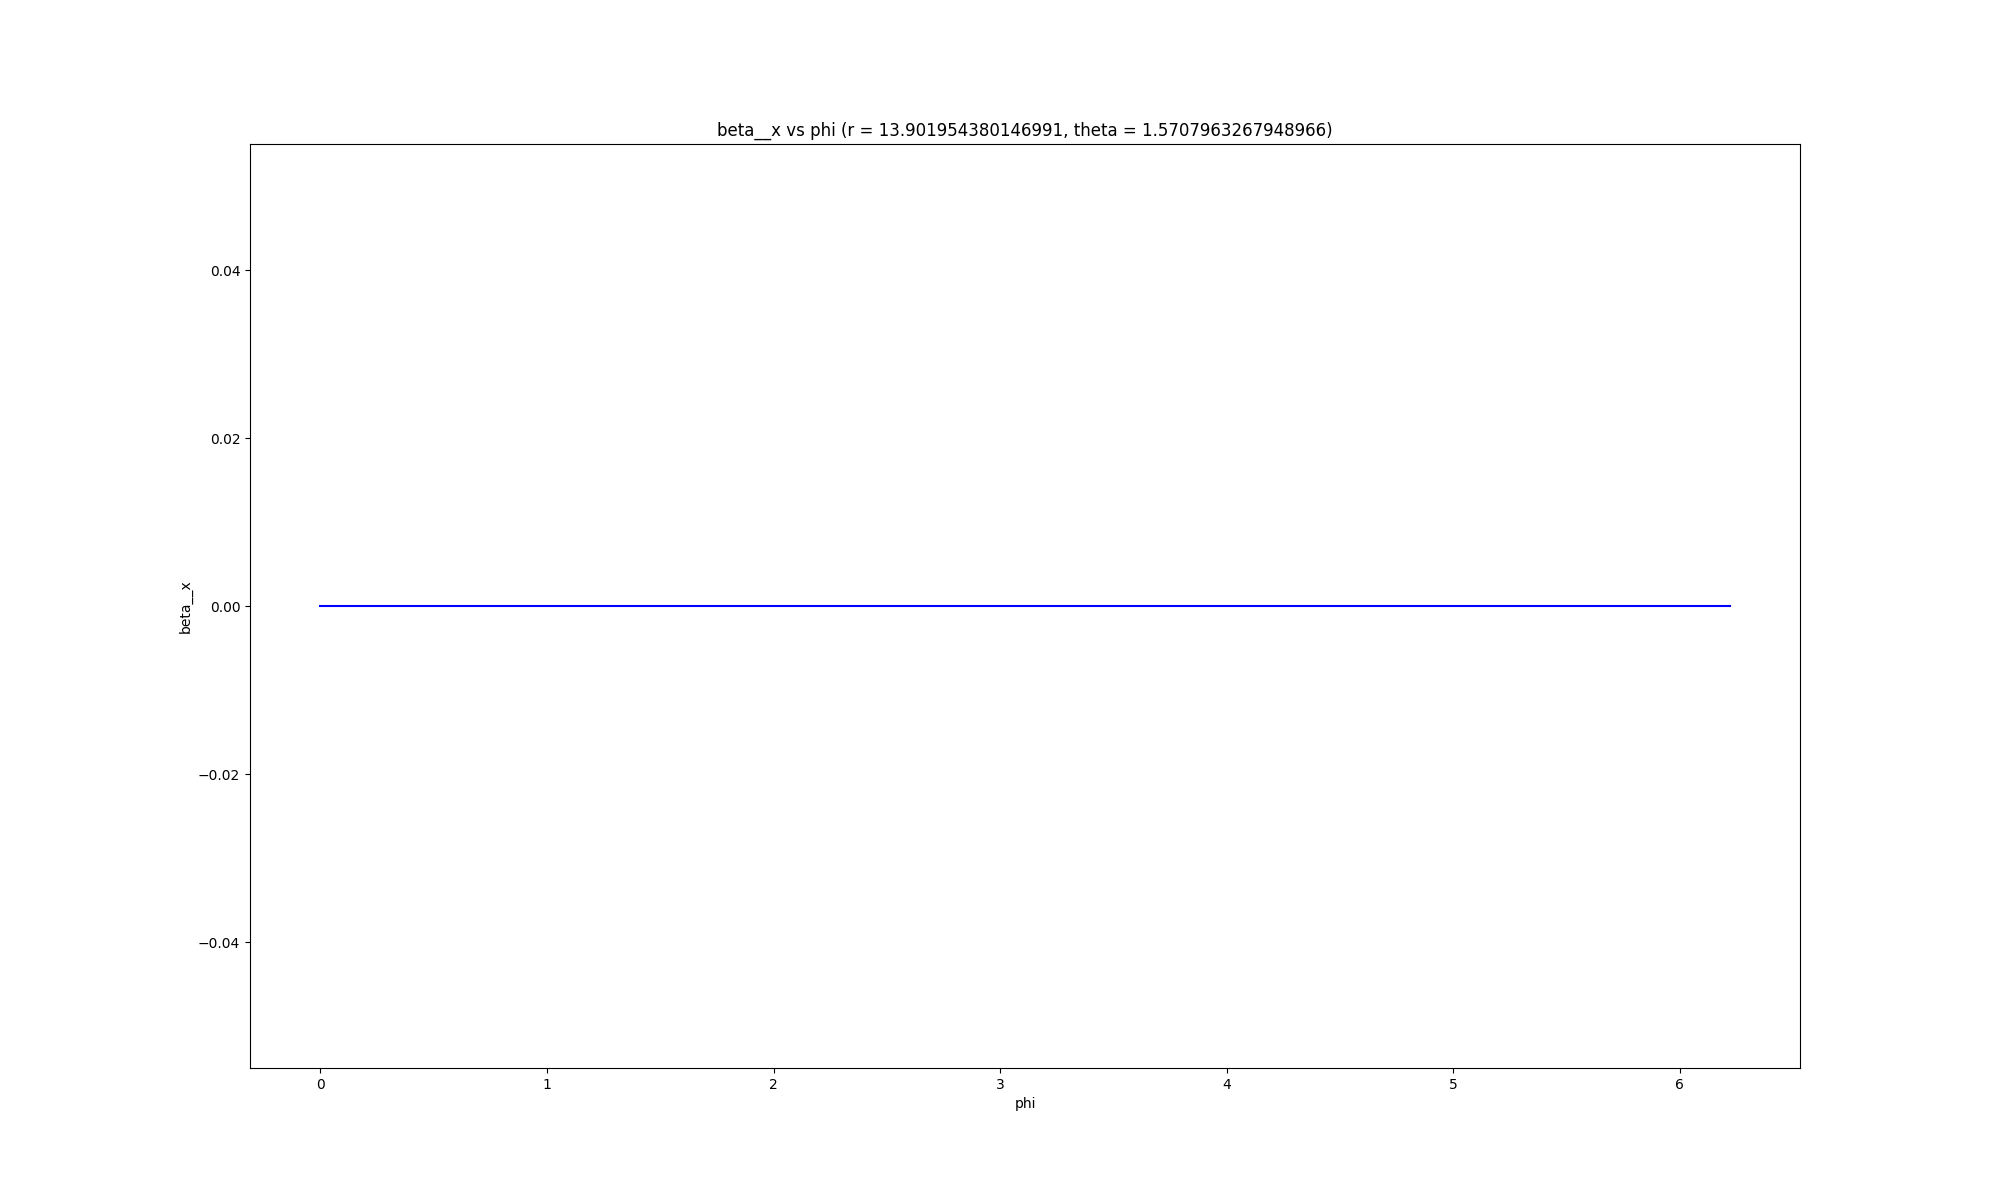 beta__x vs phi (r = 13.901954380146991, theta = 1.5707963267948966)
0.04
0.02
0.00
−0.02
−0.04
beta__x
0 1 2 3 4 5 6
phi